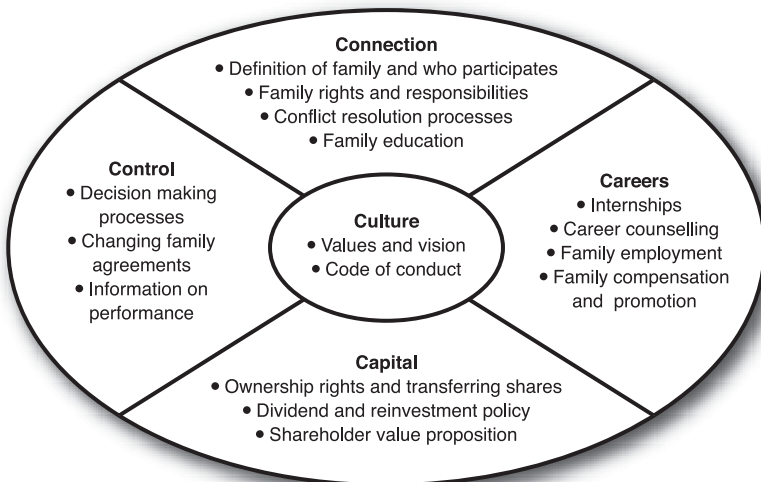 Connection
• Definition of family and who participates
• Family rights and responsibilities
• Conflict resolution processes
• Family education
Control
• Decision making
processes
• Changing family
agreements
• Information on
performance
Culture
• Values and vision
• Code of conduct
Careers
• Internships
• Career counselling
• Family employment
• Family compensation
and promotion
Capital
• Ownership rights and transferring shares
• Dividend and reinvestment policy
• Shareholder value proposition